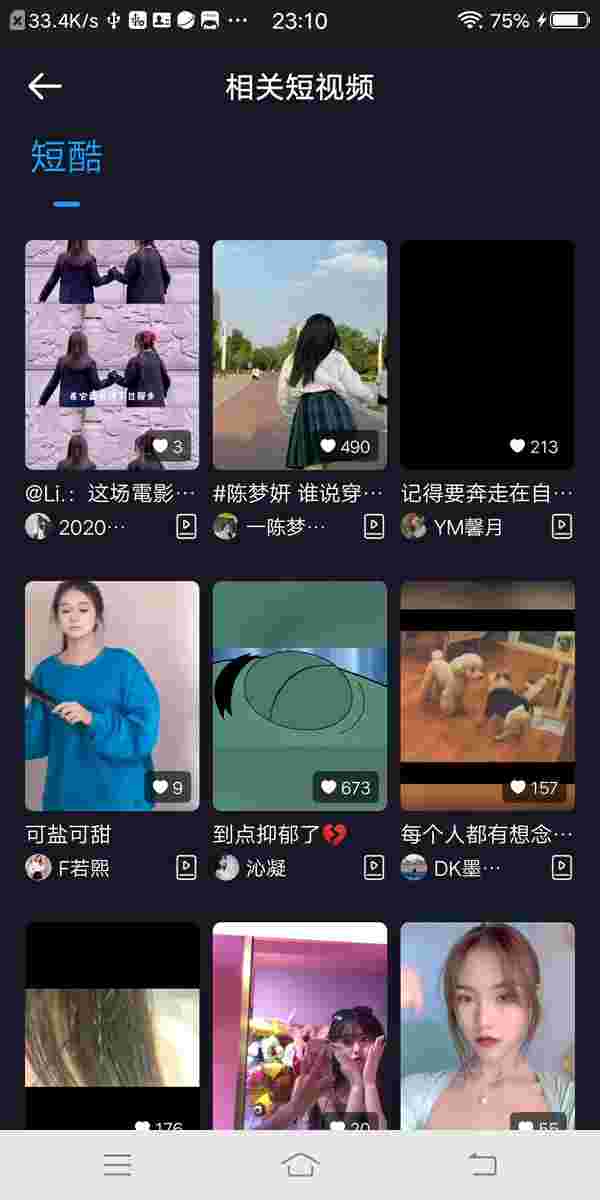 33.4K/s
23:10
75%
相关短视频
短酷
3
490
213
@Li.：这场電影…
#陈梦妍 谁说穿…
记得要奔走在自…
2020…
一陈梦…
YM馨月
9
673
157
可盐可甜
到点抑郁了💔
每个人都有想念…
F若熙
沁凝
DK墨…
176
20
55